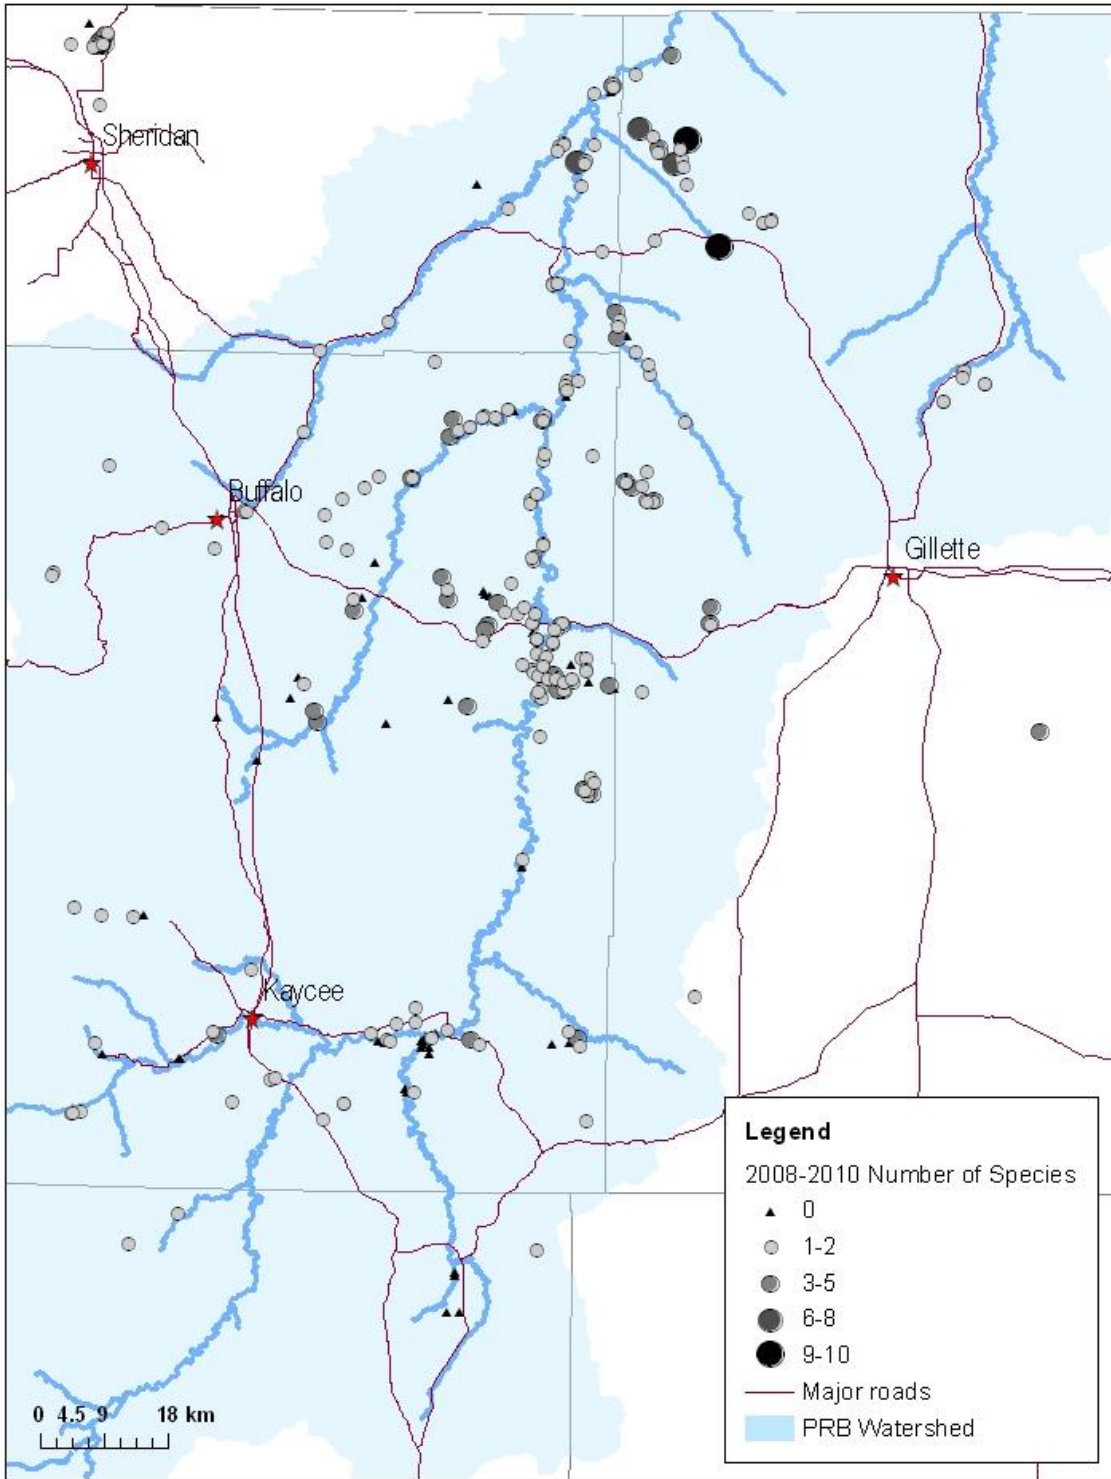 Sheridan
Buffalo
Gillette
Kaycee
Legend
2008-2010 Number of Species
0
1-2
3-5
6-8
9-10
Major roads
PRB Watershed
0 4.5 9 18 km